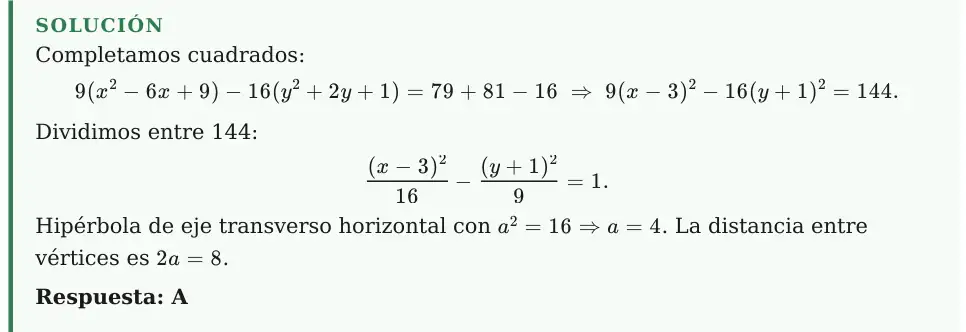 SOLUCIÓN
Completamos cuadrados:
9(x² − 6x + 9) − 16(y² + 2y + 1) = 79 + 81 − 16 ⇒ 9(x − 3)² − 16(y + 1)² = 144.
Dividimos entre 144:
(x − 3)²/16 − (y + 1)²/9 = 1.
Hipérbola de eje transverso horizontal con a² = 16 ⇒ a = 4. La distancia entre
vértices es 2a = 8.
Respuesta: A